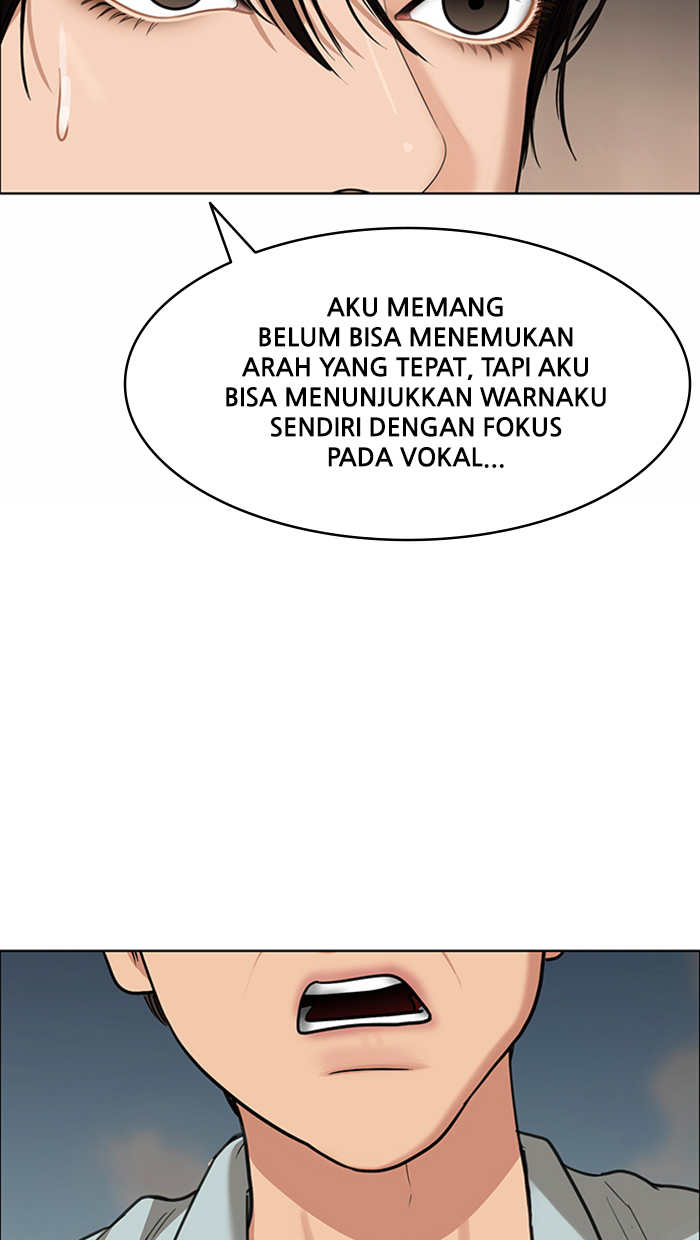 AKU MEMANG
BELUM BISA MENEMUKAN
ARAH YANG TEPAT, TAPI AKU
BISA MENUNJUKKAN WARNAKU
SENDIRI DENGAN FOKUS
PADA VOKAL...